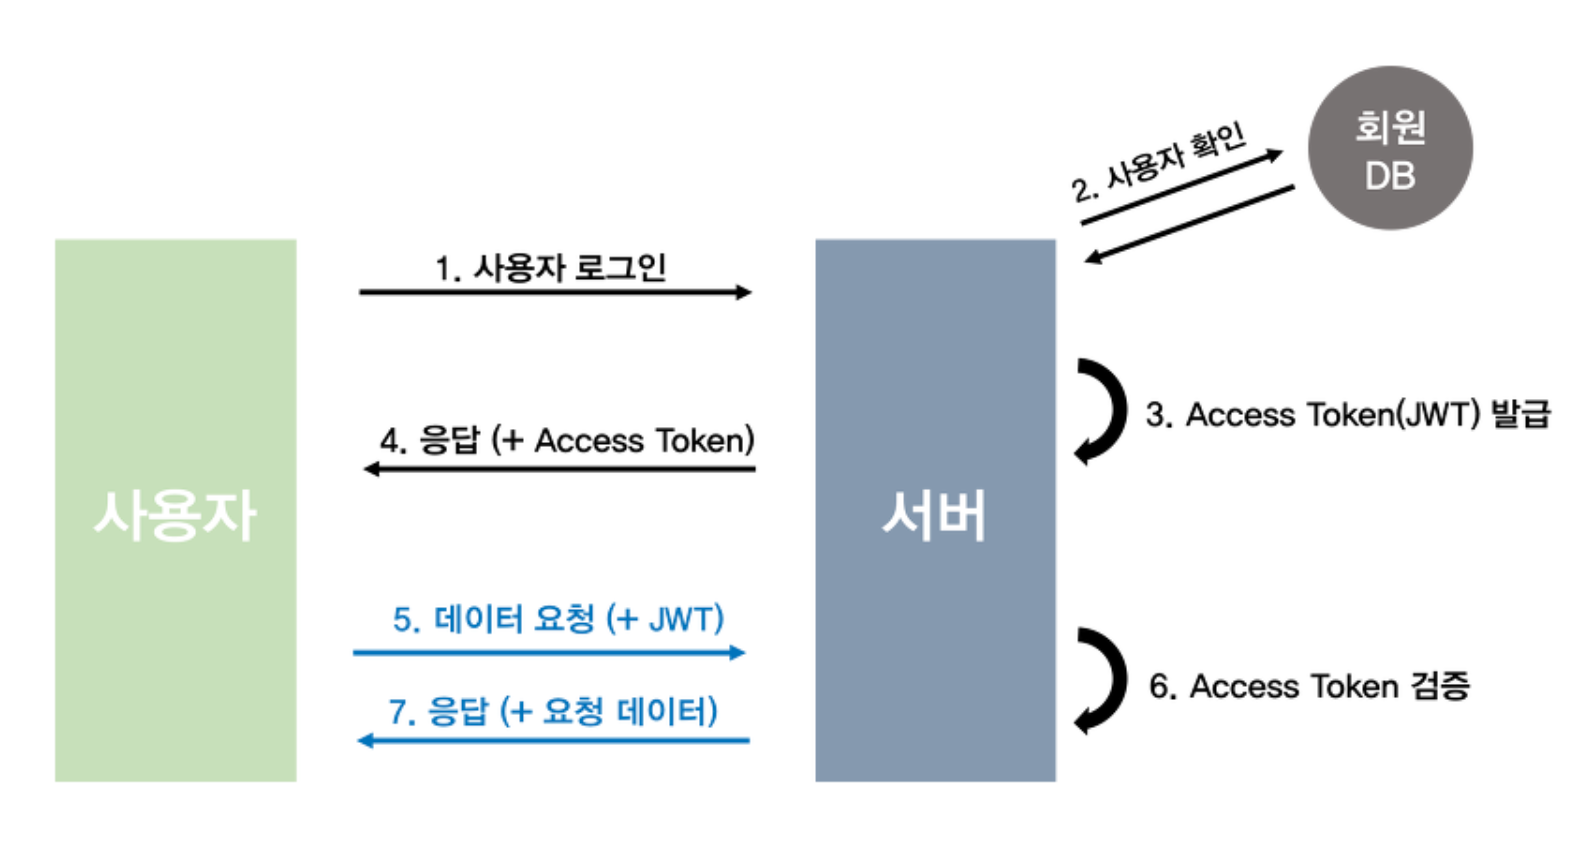 회원
DB
2. 사용자 확인
1. 사용자 로그인
3. Access Token(JWT) 발급
4. 응답 (+ Access Token)
사용자
서버
5. 데이터 요청 (+ JWT)
6. Access Token 검증
7. 응답 (+ 요청 데이터)